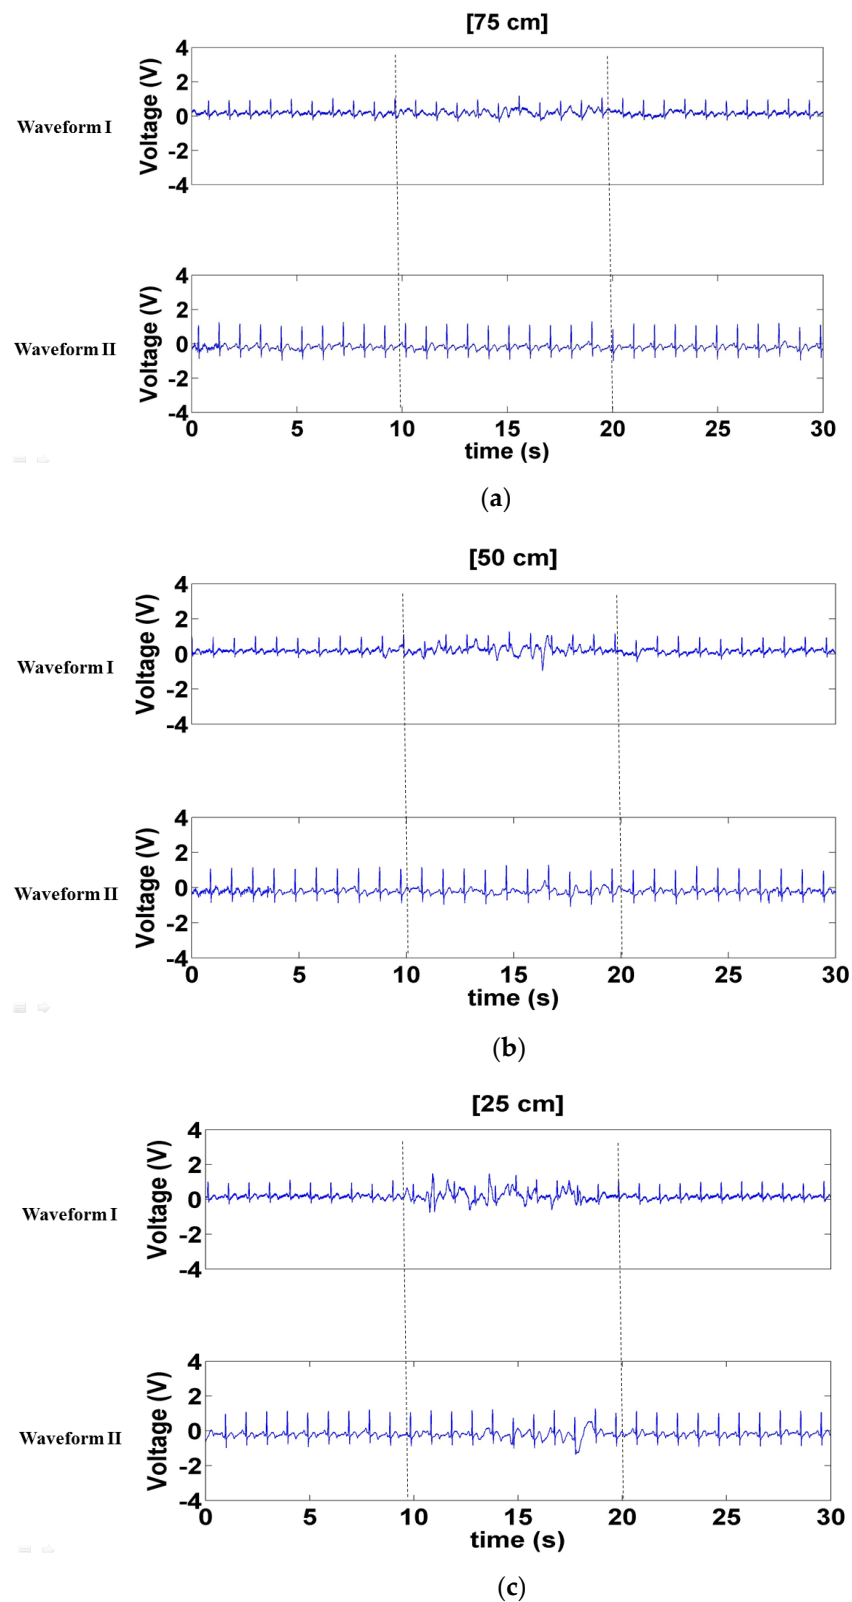 [75 cm]
Waveform I
Voltage (V)
4
2
0
-2
-4
Waveform II
Voltage (V)
4
2
0
-2
-4
0 5 10 15 20 25 30
time (s)
(a)
[50 cm]
Waveform I
Voltage (V)
4
2
0
-2
-4
Waveform II
Voltage (V)
4
2
0
-2
-4
0 5 10 15 20 25 30
time (s)
(b)
[25 cm]
Waveform I
Voltage (V)
4
2
0
-2
-4
Waveform II
Voltage (V)
4
2
0
-2
-4
0 5 10 15 20 25 30
time (s)
(c)